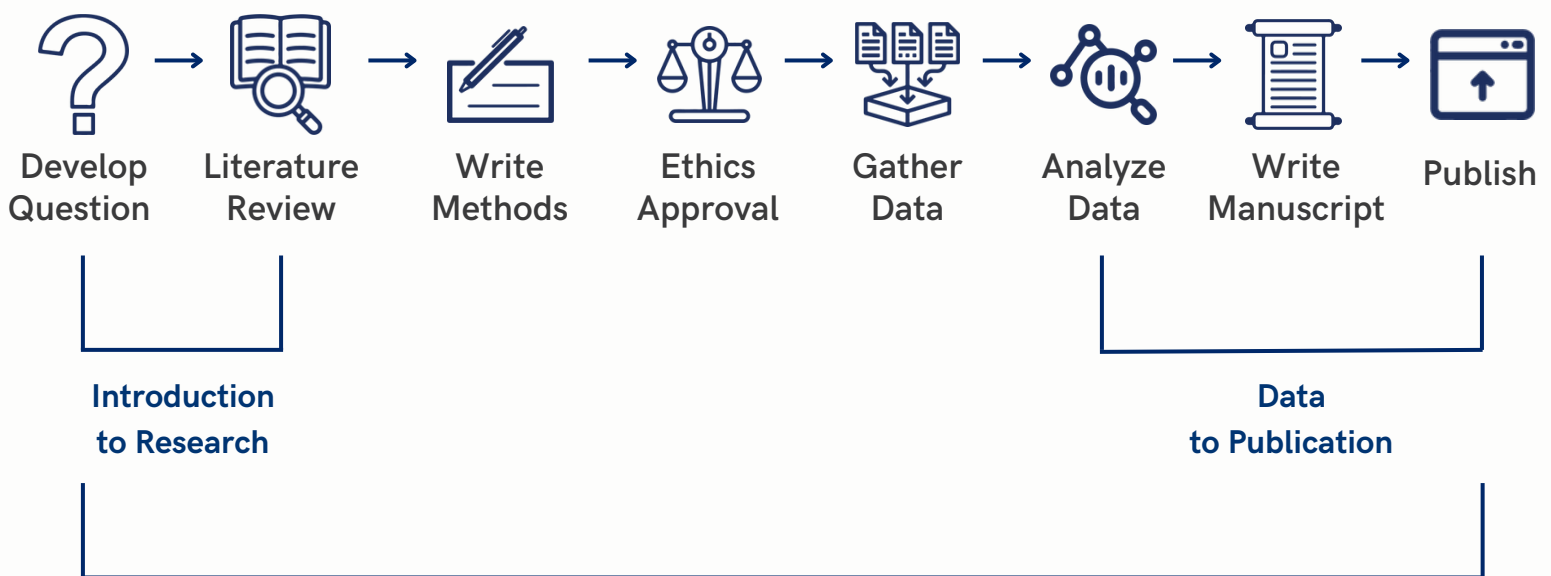 Develop
Question
Literature
Review
Write
Methods
Ethics
Approval
Gather
Data
Analyze
Data
Write
Manuscript
Publish
Introduction
to Research
Data
to Publication